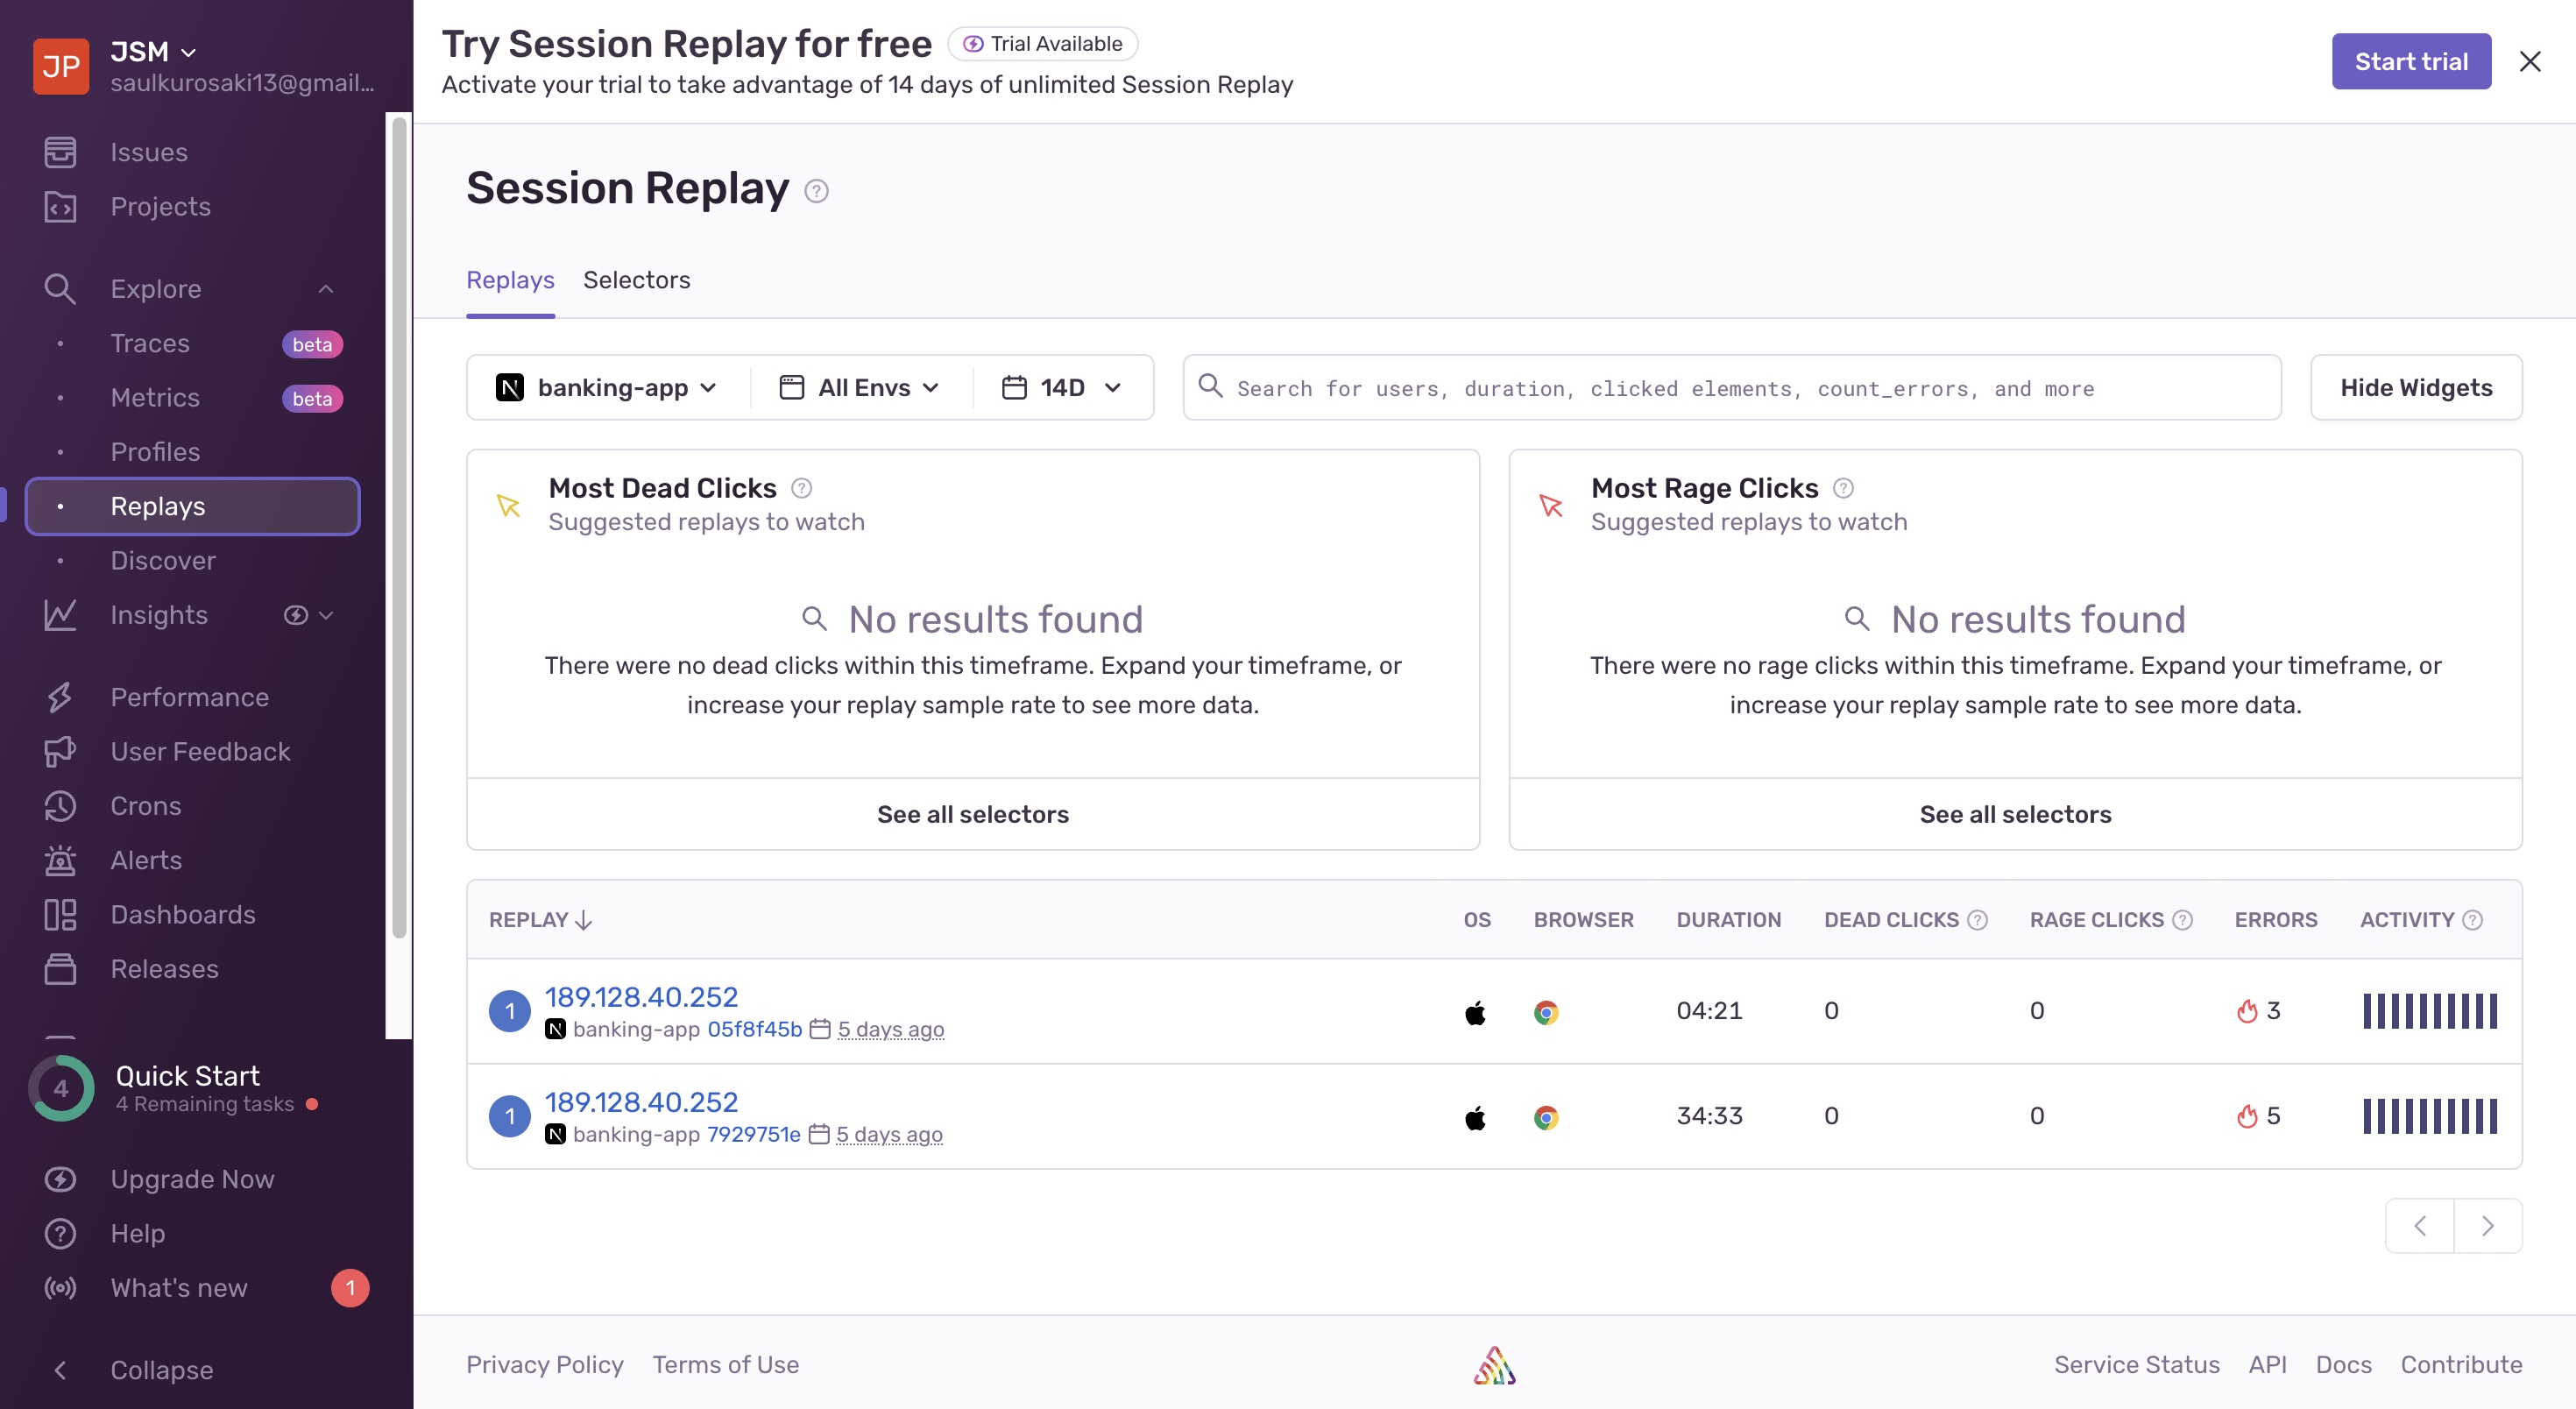 JP
JSM
saulkurosaki13@gmail...
Issues
Projects
Explore
Traces beta
Metrics beta
Profiles
Replays
Discover
Insights
Performance
User Feedback
Crons
Alerts
Dashboards
Releases
4
Quick Start
4 Remaining tasks
Upgrade Now
Help
What's new 1
Collapse
Try Session Replay for free Trial Available
Activate your trial to take advantage of 14 days of unlimited Session Replay
Start trial
Session Replay
Replays Selectors
banking-app All Envs 14D
Search for users, duration, clicked elements, count_errors, and more
Hide Widgets
Most Dead Clicks
Suggested replays to watch
No results found
There were no dead clicks within this timeframe. Expand your timeframe, or
increase your replay sample rate to see more data.
See all selectors
Most Rage Clicks
Suggested replays to watch
No results found
There were no rage clicks within this timeframe. Expand your timeframe, or
increase your replay sample rate to see more data.
See all selectors
REPLAY OS BROWSER DURATION DEAD CLICKS RAGE CLICKS ERRORS ACTIVITY
1 189.128.40.252 04:21 0 0 3
banking-app 05f8f45b 5 days ago
1 189.128.40.252 34:33 0 0 5
banking-app 7929751e 5 days ago
Privacy Policy Terms of Use Service Status API Docs Contribute